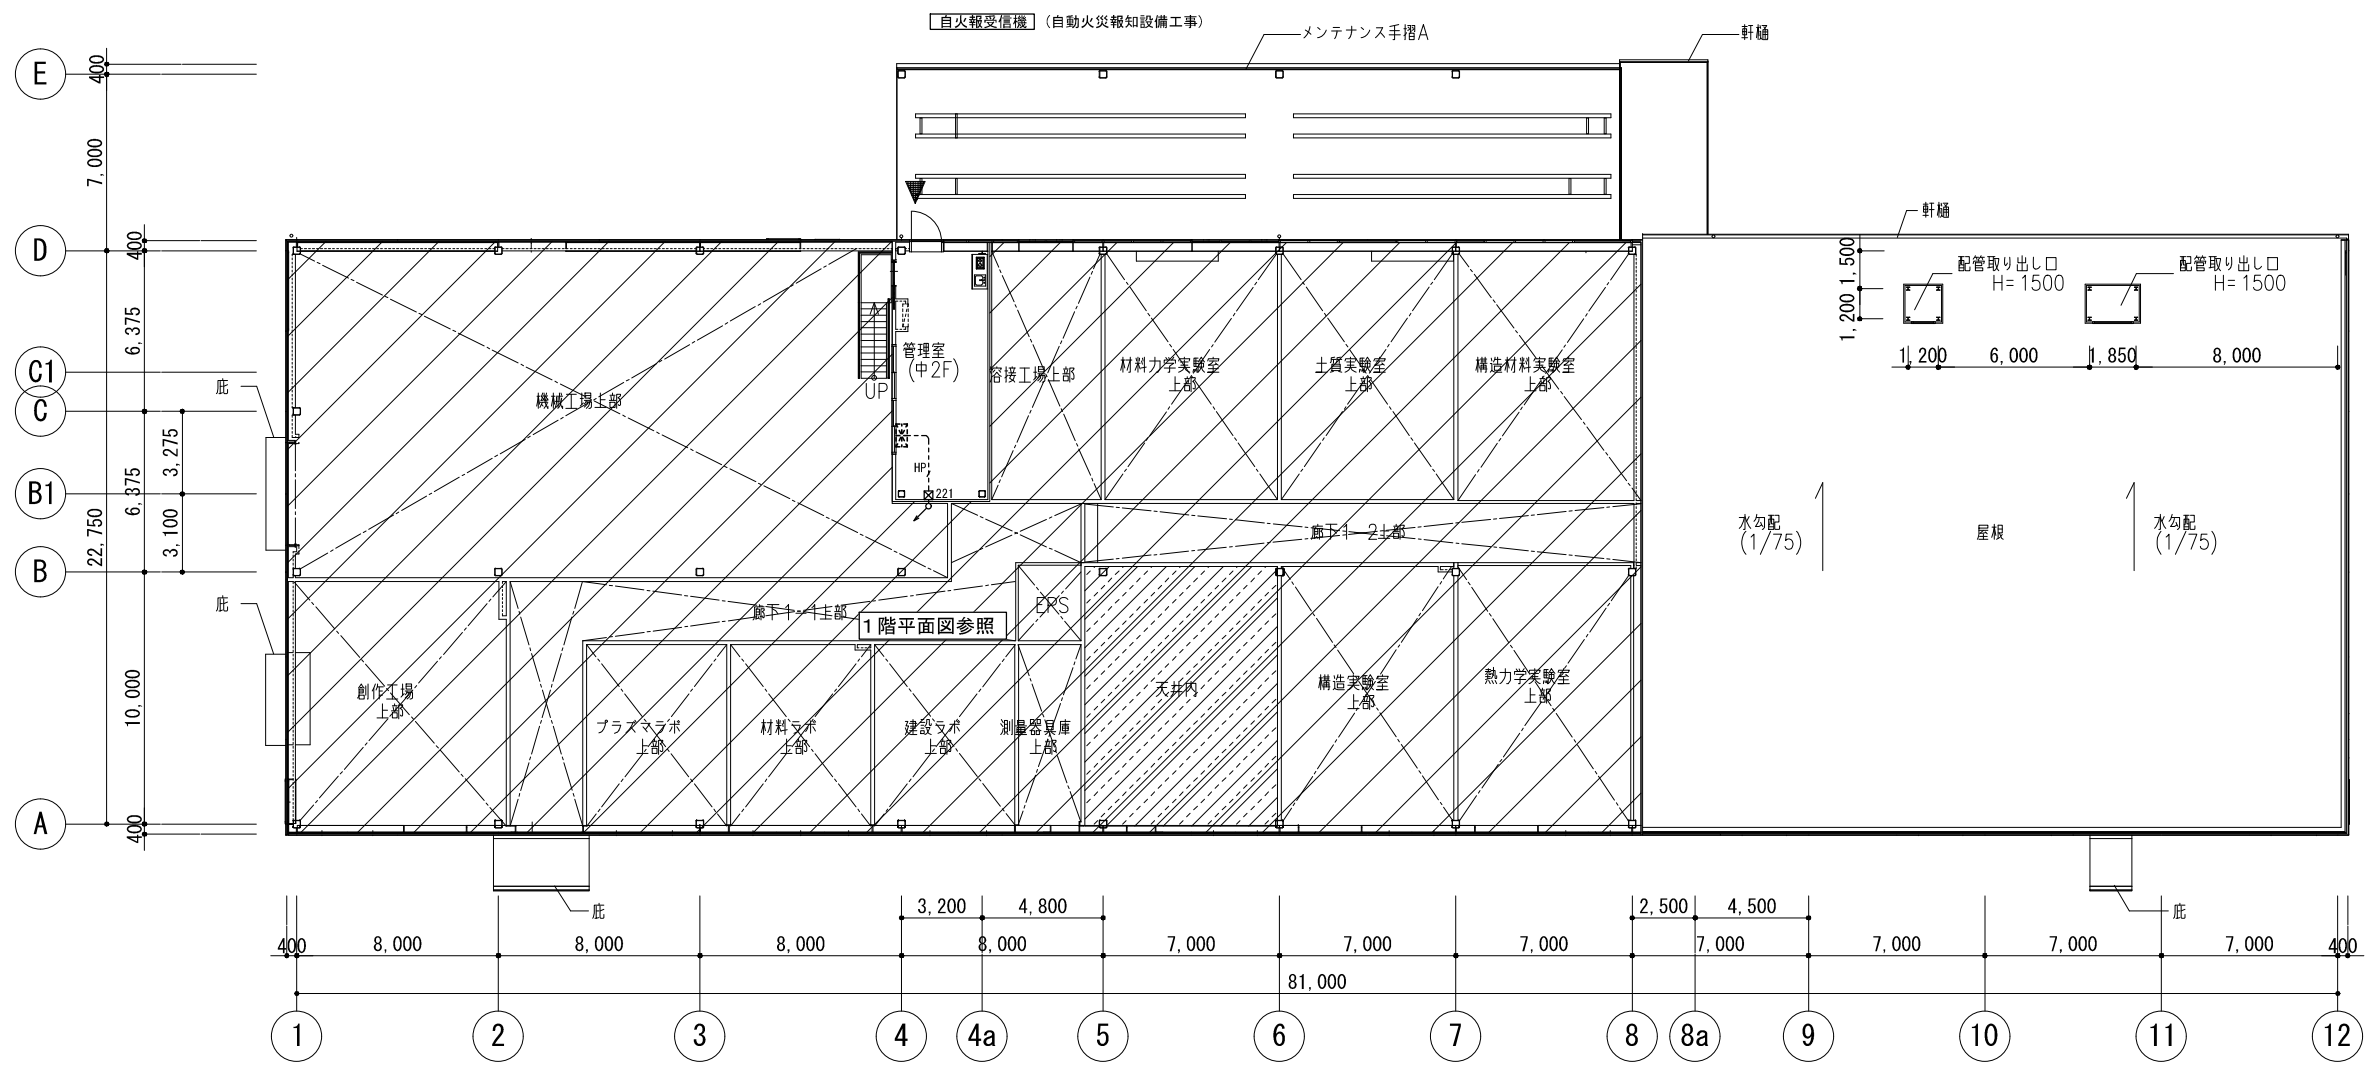 自火報受信機 (自動火災報知設備工事)
メンテナンス手摺A
軒樋
E
400
7,000
軒樋
D
400
1,500
配管取り出し口
H=1500
配管取り出し口
H=1500
1,200
6,375
管理室
(中2F)
溶接工場上部
材料力学実験室
上部
土質実験室
上部
構造材料実験室
上部
1,200
6,000
1,850
8,000
C1
庇
UP
機械工場上部
C
3,275
6,375
HP
221
B1
22,750
3,100
廊下1-2上部
水勾配
(1/75)
屋根
水勾配
(1/75)
B
庇
廊下1-1上部
EPS
1階平面図参照
10,000
創作工場
上部
プラズマラボ
上部
材料ラボ
上部
建設ラボ
上部
測量器具庫
上部
天井内
構造実験室
上部
熱力学実験室
上部
A
400
庇
庇
3,200
4,800
2,500
4,500
400
8,000
8,000
8,000
8,000
7,000
7,000
7,000
7,000
7,000
7,000
7,000
400
81,000
1
2
3
4
4a
5
6
7
8
8a
9
10
11
12